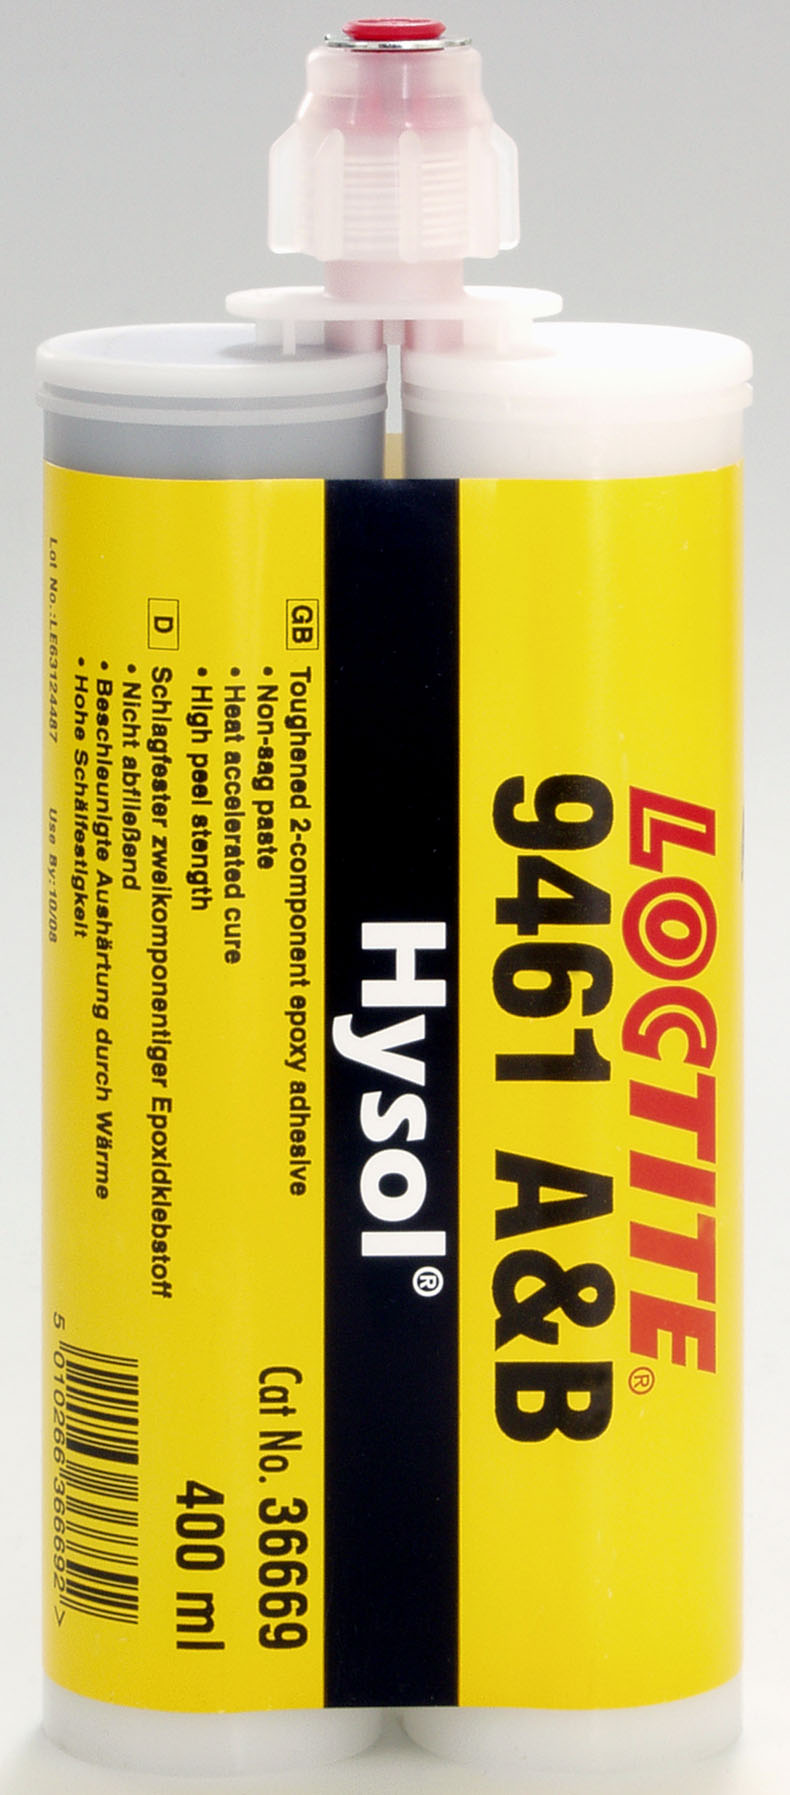 LOCTITE®
9461 A&B
Hysol®
GB Toughened 2-component epoxy adhesive
• Non-sag paste
• Heat accelerated cure
• High peel stength
D Schlagfester zweikomponentiger Epoxidklebstoff
• Nicht abfließend
• Beschleunigte Aushärtung durch Wärme
• Hohe Schälfestigkeit
Cat No. 36669
400 ml
Lot No.:LE63124487 Use By:10/08
5 010266 366692 >